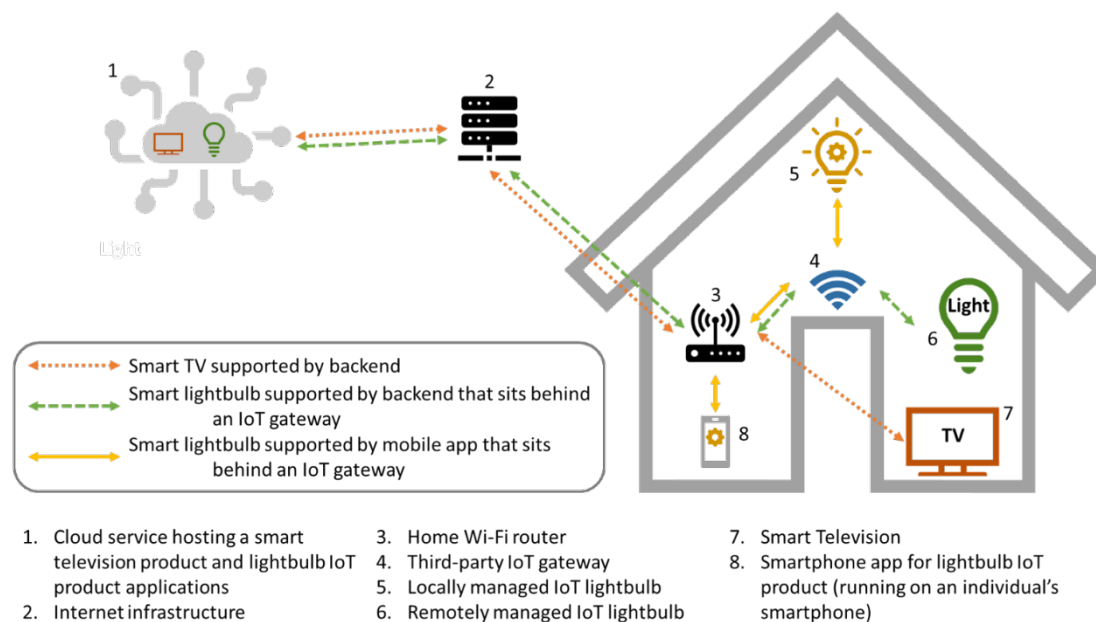 1
2
5
4
Light
3
Light
6
Smart TV supported by backend
Smart lightbulb supported by backend that sits behind
an IoT gateway
Smart lightbulb supported by mobile app that sits
behind an IoT gateway
8
7
TV
1. Cloud service hosting a smart
television product and lightbulb IoT
product applications
2. Internet infrastructure
3. Home Wi-Fi router
4. Third-party IoT gateway
5. Locally managed IoT lightbulb
6. Remotely managed IoT lightbulb
7. Smart Television
8. Smartphone app for lightbulb IoT
product (running on an individual's
smartphone)